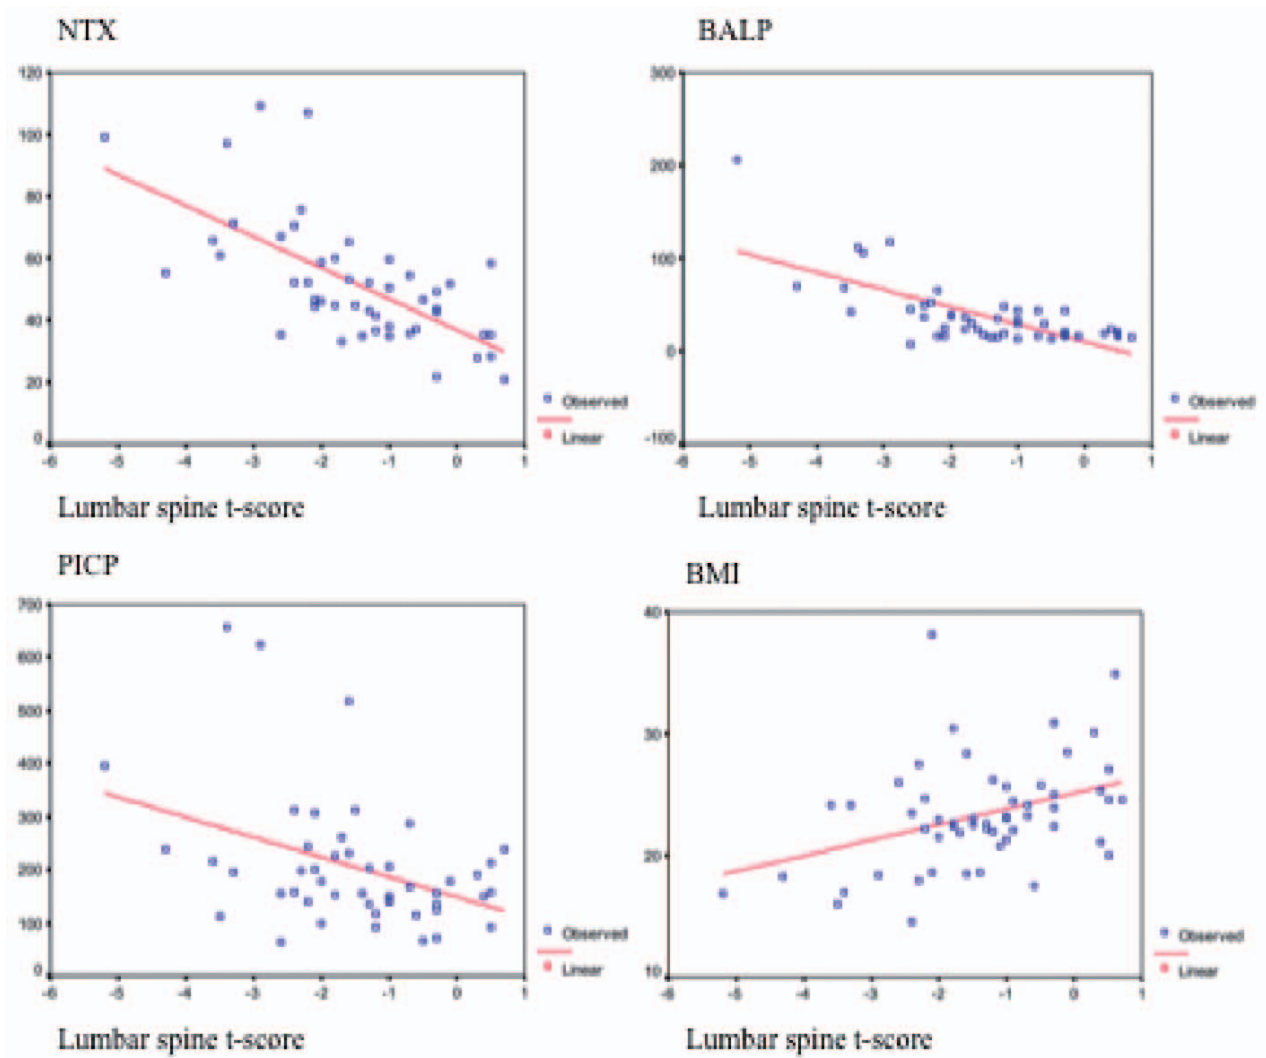 NTX
120
100
80
60
40
20
0
-6 -5 -4 -3 -2 -1 0 1
Observed
Linear
Lumbar spine t-score
BALP
300
200
100
0
-100
-6 -5 -4 -3 -2 -1 0 1
Observed
Linear
Lumbar spine t-score
PICP
700
600
500
400
300
200
100
0
-6 -5 -4 -3 -2 -1 0 1
Observed
Linear
Lumbar spine t-score
BMI
40
30
20
10
-6 -5 -4 -3 -2 -1 0 1
Observed
Linear
Lumbar spine t-score